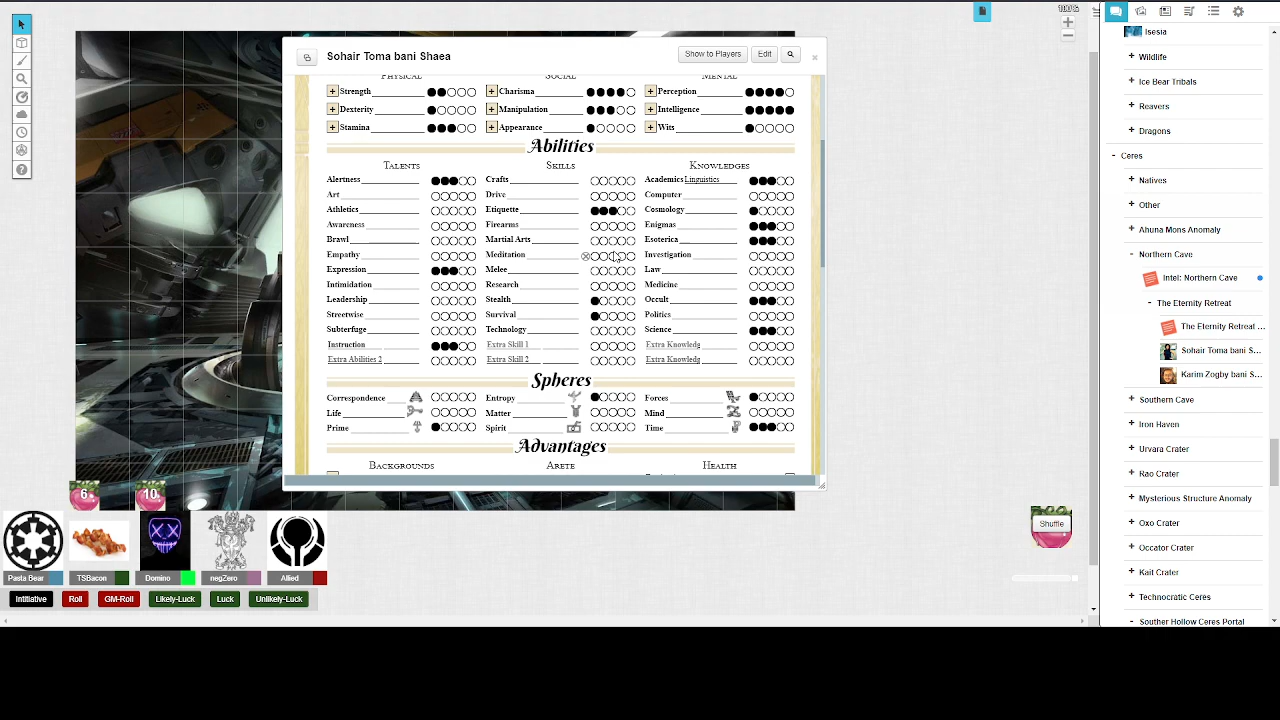 100%
Sohair Toma bani Shaea
Show to Players
Edit
PHYSICAL SOCIAL MENTAL
Strength Charisma Perception
Dexterity Manipulation Intelligence
Stamina Appearance Wits
Abilities
TALENTS SKILLS KNOWLEDGES
Alertness Crafts Academics Linguistics
Art Drive Computer
Athletics Etiquette Cosmology
Awareness Firearms Enigmas
Brawl Martial Arts Esoterica
Empathy Meditation Investigation
Expression Melee Law
Intimidation Research Medicine
Leadership Stealth Occult
Streetwise Survival Politics
Subterfuge Technology Science
Instruction Extra Skill 1 Extra Knowledg
Extra Abilities 2 Extra Skill 2 Extra Knowledg
Spheres
Correspondence Entropy Forces
Life Matter Mind
Prime Spirit Time
Advantages
BACKGROUNDS ARETE HEALTH
6 10
Pasta Bear TSBacon Domino negZero Allied
Intitiative Roll GM-Roll Likely-Luck Luck Unlikely-Luck
Shuffle
Isesia
Wildlife
Ice Bear Tribals
Reavers
Dragons
Ceres
Natives
Other
Ahuna Mons Anomaly
Northern Cave
Intel: Northern Cave
The Eternity Retreat
The Eternity Retreat ...
Sohair Toma bani S...
Karim Zogby bani S...
Southern Cave
Iron Haven
Urvara Crater
Rao Crater
Mysterious Structure Anomaly
Oxo Crater
Occator Crater
Kait Crater
Technocratic Ceres
Souther Hollow Ceres Portal